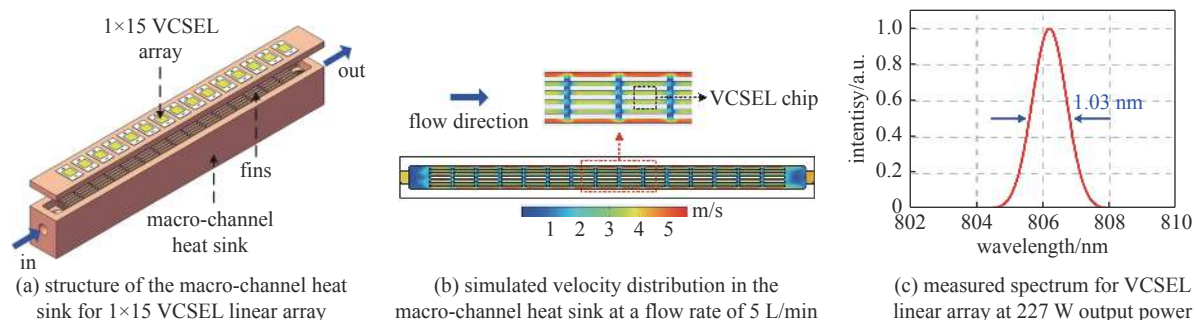 1×15 VCSEL
array
out
fins
macro-channel
heat sink
in
(a) structure of the macro-channel heat
sink for 1×15 VCSEL linear array
flow direction
VCSEL chip
m/s
1 2 3 4 5
(b) simulated velocity distribution in the
macro-channel heat sink at a flow rate of 5 L/min
intentisy/a.u.
1.0
0.8
0.6
0.4
0.2
0
1.03 nm
802 804 806 808 810
wavelength/nm
(c) measured spectrum for VCSEL
linear array at 227 W output power